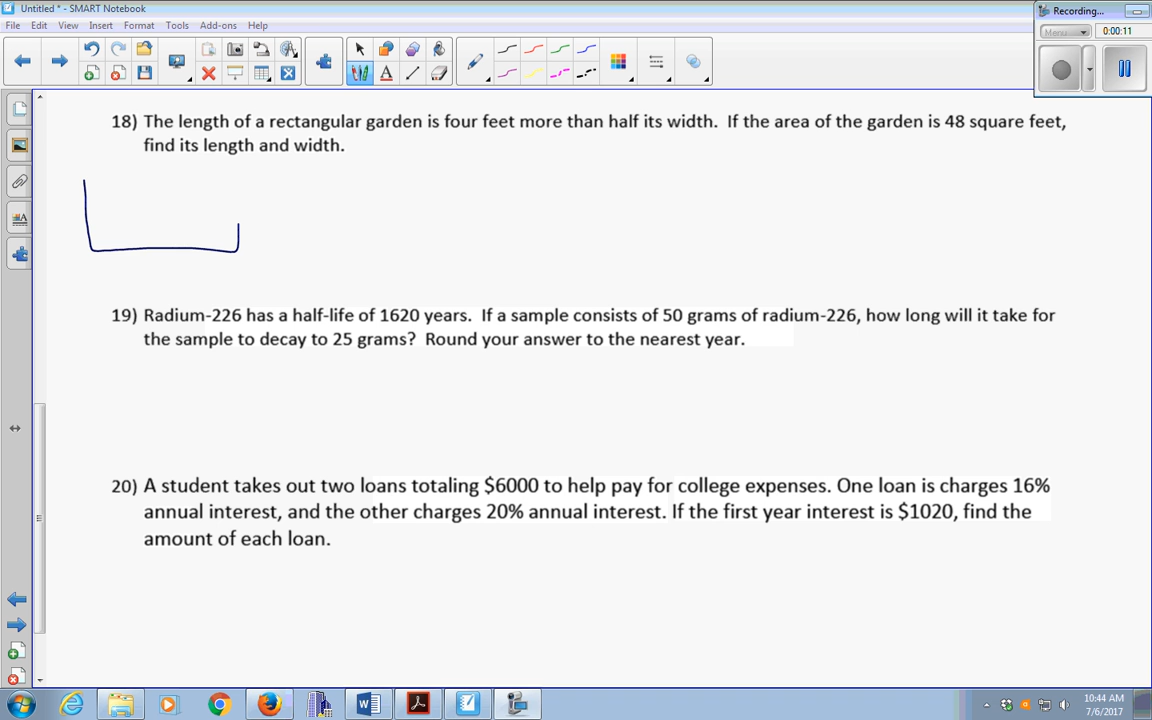 Untitled * - SMART Notebook
File Edit View Insert Format Tools Add-ons Help
Recording...
Menu
0:00:11
18) The length of a rectangular garden is four feet more than half its width. If the area of the garden is 48 square feet,
find its length and width.
19) Radium-226 has a half-life of 1620 years. If a sample consists of 50 grams of radium-226, how long will it take for
the sample to decay to 25 grams? Round your answer to the nearest year.
20) A student takes out two loans totaling $6000 to help pay for college expenses. One loan is charges 16%
annual interest, and the other charges 20% annual interest. If the first year interest is $1020, find the
amount of each loan.
10:44 AM
7/6/2017